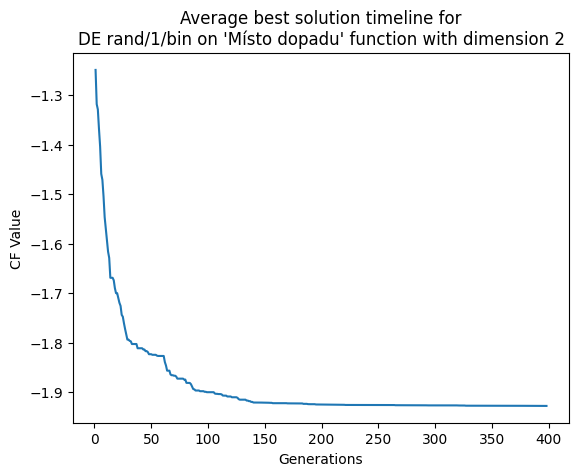 Average best solution timeline for
DE rand/1/bin on 'Místo dopadu' function with dimension 2
CF Value
−1.3
−1.4
−1.5
−1.6
−1.7
−1.8
−1.9
0 50 100 150 200 250 300 350 400
Generations